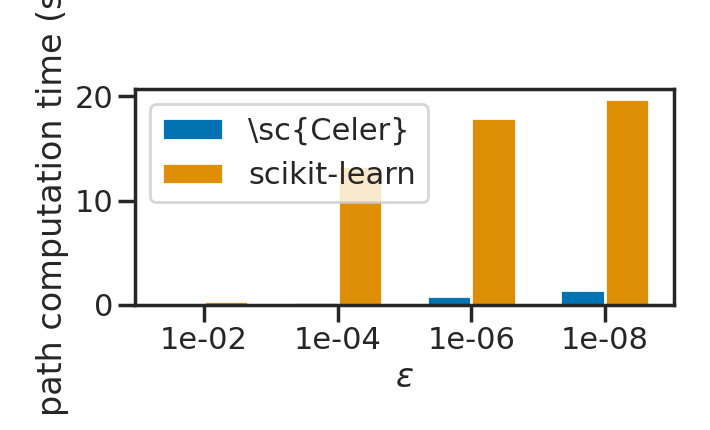 path computation time (s
20
10
0
\sc{Celer}
scikit-learn
1e-02
1e-04
1e-06
1e-08
ε